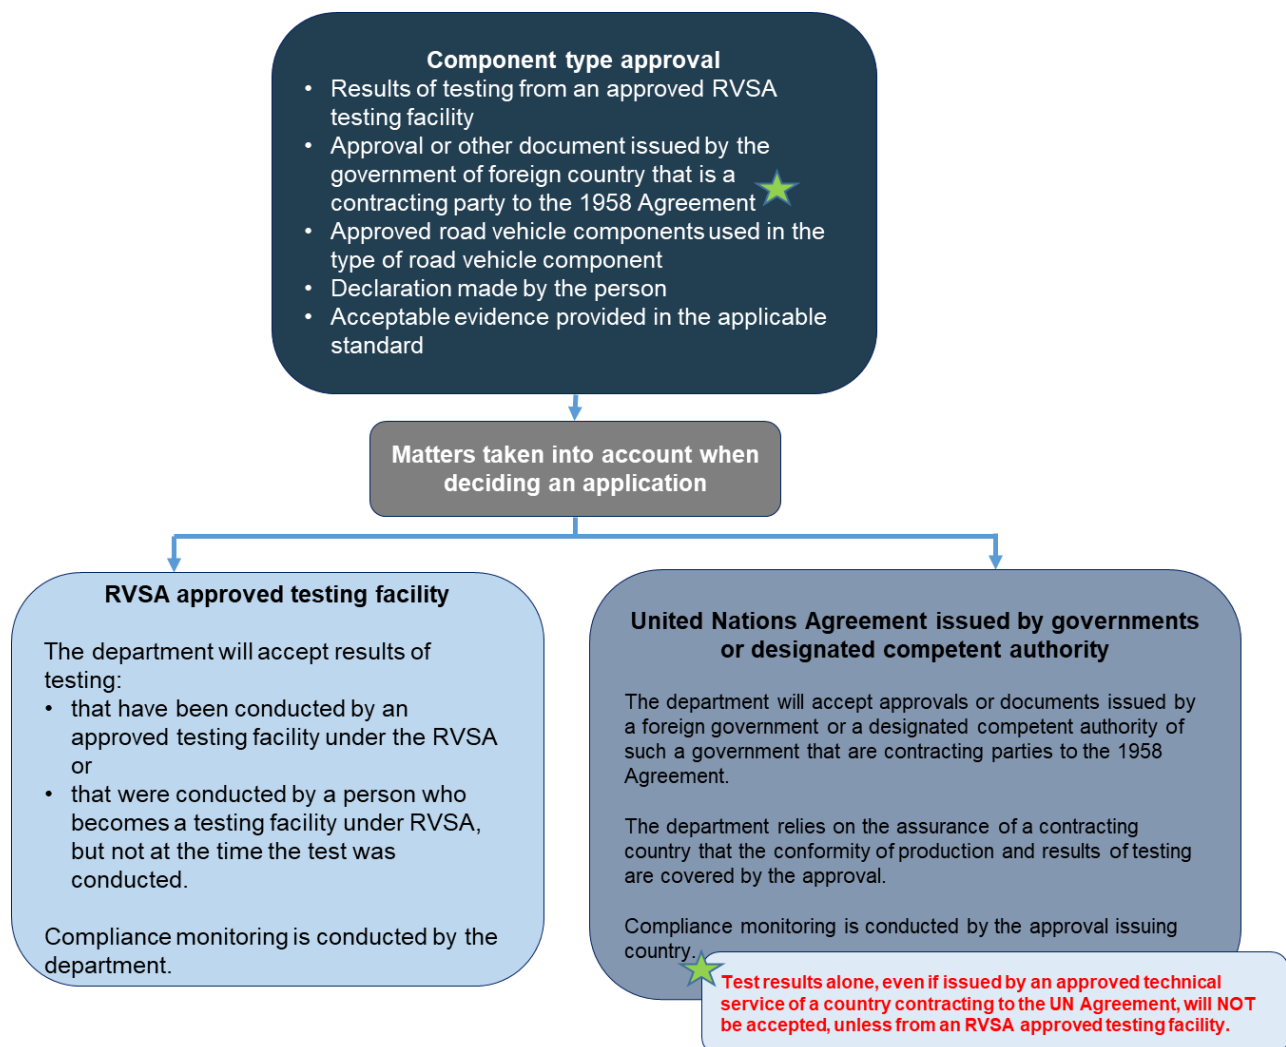 Component type approval
• Results of testing from an approved RVSA
testing facility
• Approval or other document issued by the
government of foreign country that is a
contracting party to the 1958 Agreement
• Approved road vehicle components used in the
type of road vehicle component
• Declaration made by the person
• Acceptable evidence provided in the applicable
standard
Matters taken into account when
deciding an application
RVSA approved testing facility
The department will accept results of
testing:
• that have been conducted by an
approved testing facility under the RVSA
or
• that were conducted by a person who
becomes a testing facility under RVSA,
but not at the time the test was
conducted.
Compliance monitoring is conducted by the
department.
United Nations Agreement issued by governments
or designated competent authority
The department will accept approvals or documents issued by
a foreign government or a designated competent authority of
such a government that are contracting parties to the 1958
Agreement.
The department relies on the assurance of a contracting
country that the conformity of production and results of testing
are covered by the approval.
Compliance monitoring is conducted by the approval issuing
country.
Test results alone, even if issued by an approved technical
service of a country contracting to the UN Agreement, will NOT
be accepted, unless from an RVSA approved testing facility.